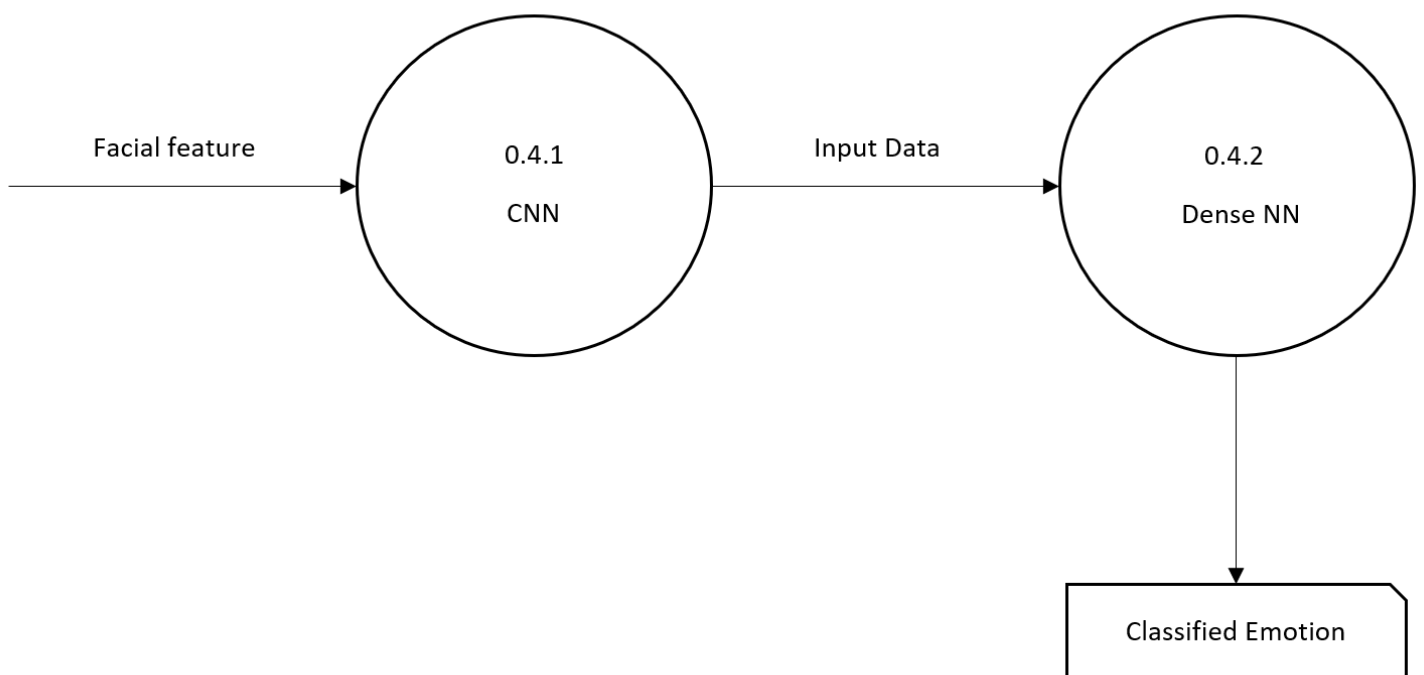 Facial feature
0.4.1
CNN
Input Data
0.4.2
Dense NN
Classified Emotion